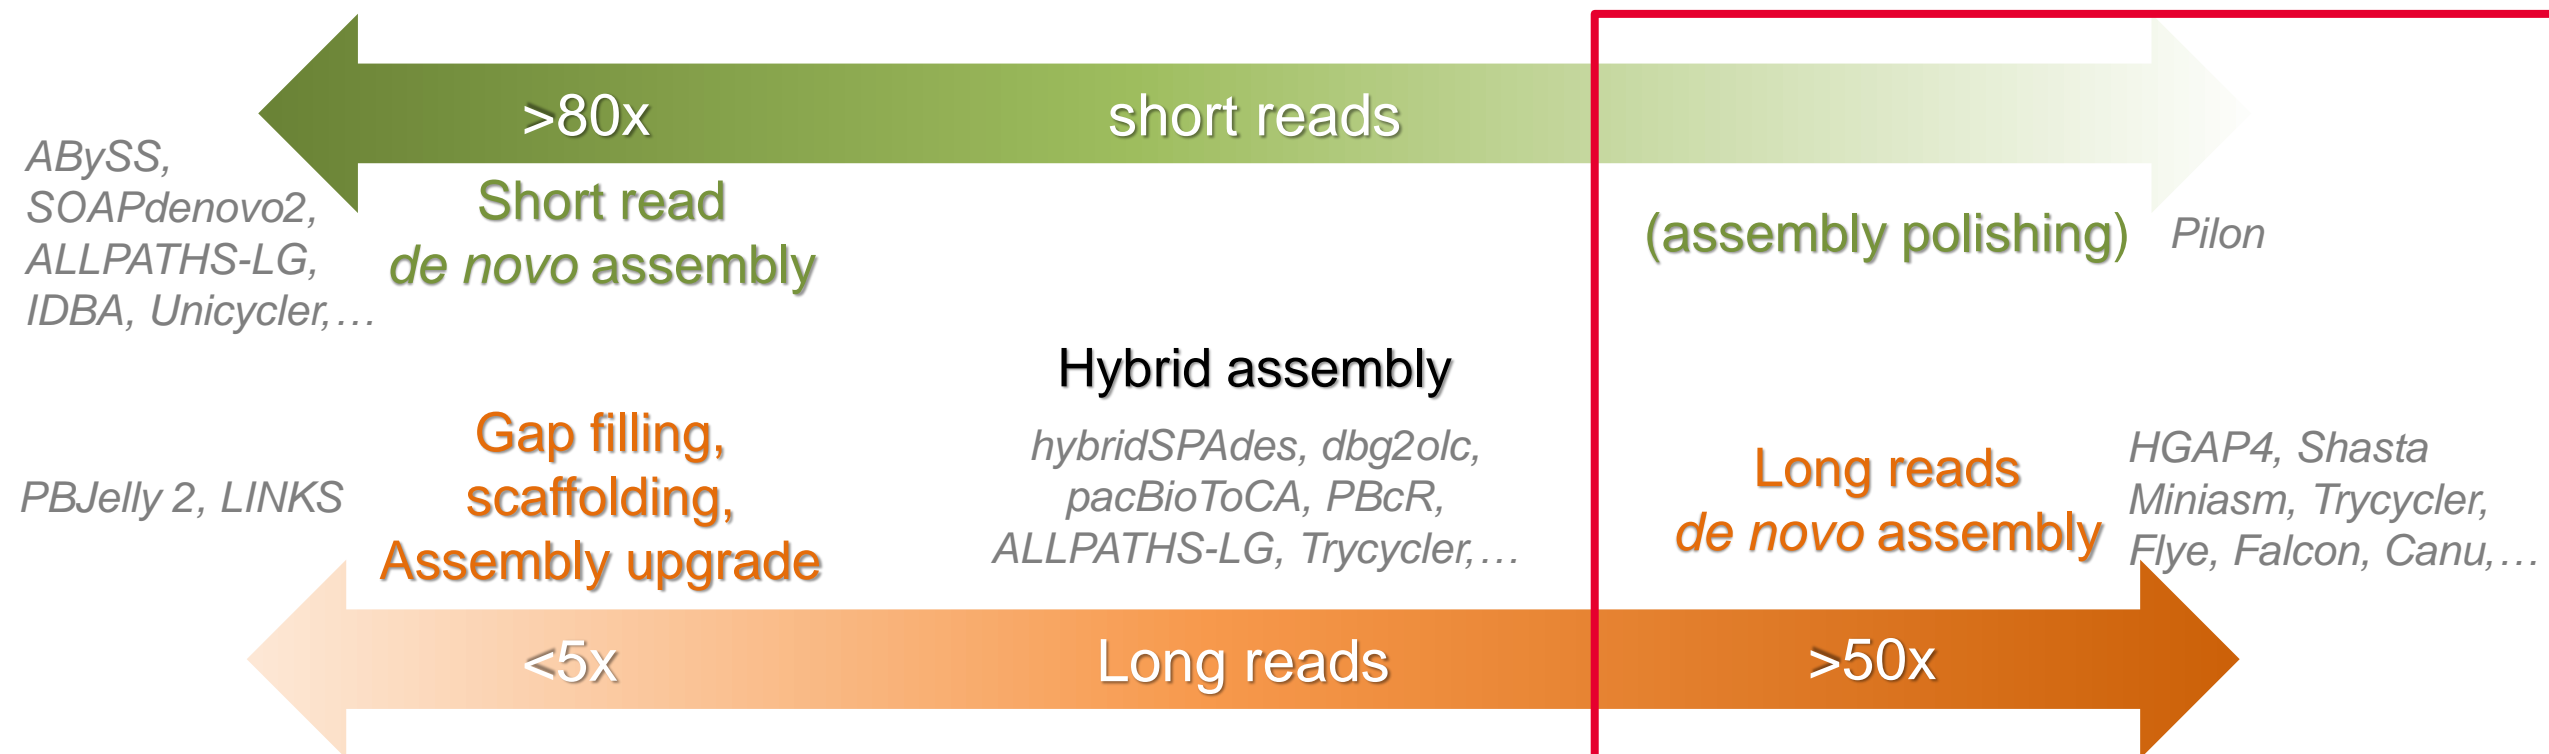 >80x
short reads
ABySS,
SOAPdenovo2,
ALLPATHS-LG,
IDBA, Unicycler,…
Short read
de novo assembly
(assembly polishing)
Pilon
Hybrid assembly
hybridSPAdes, dbg2olc,
pacBioToCA, PBcR,
ALLPATHS-LG, Trycycler,…
PBJelly 2, LINKS
Gap filling,
scaffolding,
Assembly upgrade
Long reads
de novo assembly
HGAP4, Shasta
Miniasm, Trycycler,
Flye, Falcon, Canu,…
<5x
Long reads
>50x